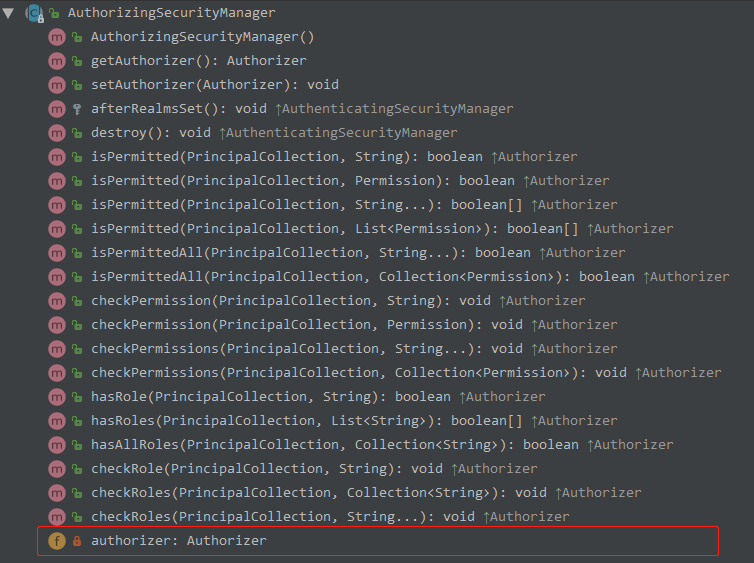 AuthorizingSecurityManager
AuthorizingSecurityManager()
getAuthorizer(): Authorizer
setAuthorizer(Authorizer): void
afterRealmsSet(): void ↑AuthenticatingSecurityManager
destroy(): void ↑AuthenticatingSecurityManager
isPermitted(PrincipalCollection, String): boolean ↑Authorizer
isPermitted(PrincipalCollection, Permission): boolean ↑Authorizer
isPermitted(PrincipalCollection, String...): boolean[] ↑Authorizer
isPermitted(PrincipalCollection, List<Permission>): boolean[] ↑Authorizer
isPermittedAll(PrincipalCollection, String...): boolean ↑Authorizer
isPermittedAll(PrincipalCollection, Collection<Permission>): boolean ↑Authorizer
checkPermission(PrincipalCollection, String): void ↑Authorizer
checkPermission(PrincipalCollection, Permission): void ↑Authorizer
checkPermissions(PrincipalCollection, String...): void ↑Authorizer
checkPermissions(PrincipalCollection, Collection<Permission>): void ↑Authorizer
hasRole(PrincipalCollection, String): boolean ↑Authorizer
hasRoles(PrincipalCollection, List<String>): boolean[] ↑Authorizer
hasAllRoles(PrincipalCollection, Collection<String>): boolean ↑Authorizer
checkRole(PrincipalCollection, String): void ↑Authorizer
checkRoles(PrincipalCollection, Collection<String>): void ↑Authorizer
checkRoles(PrincipalCollection, String...): void ↑Authorizer
authorizer: Authorizer